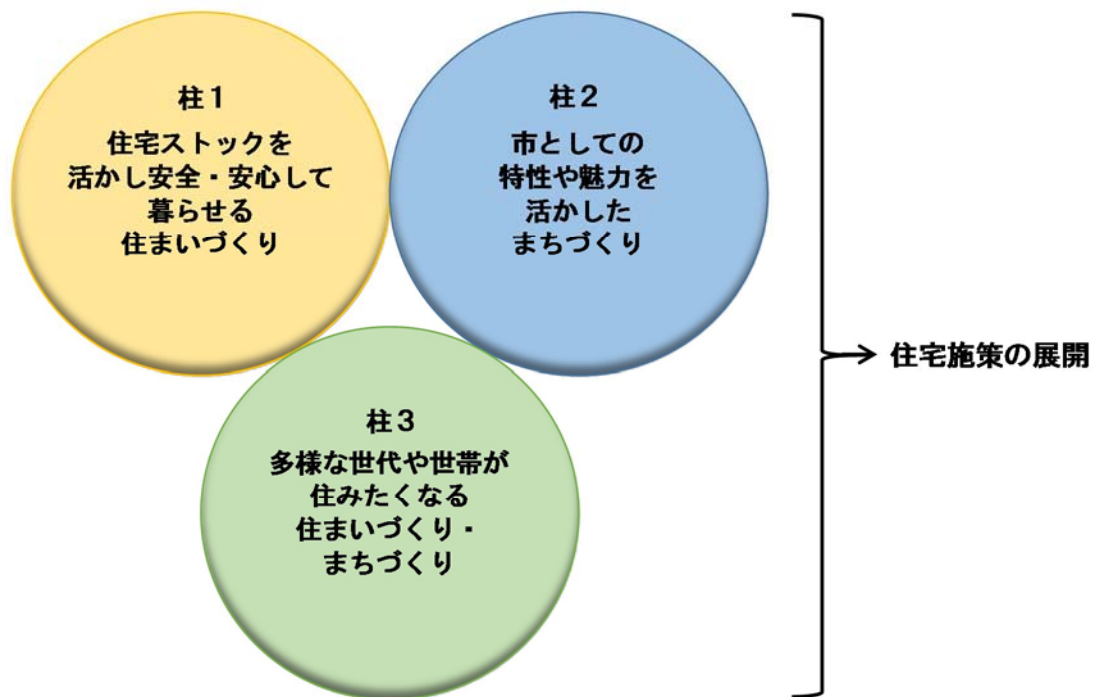 柱１
住宅ストックを
活かし安全・安心して
暮らせる
住まいづくり
柱２
市としての
特性や魅力を
活かした
まちづくり
柱３
多様な世代や世帯が
住みたくなる
住まいづくり・
まちづくり
住宅施策の展開